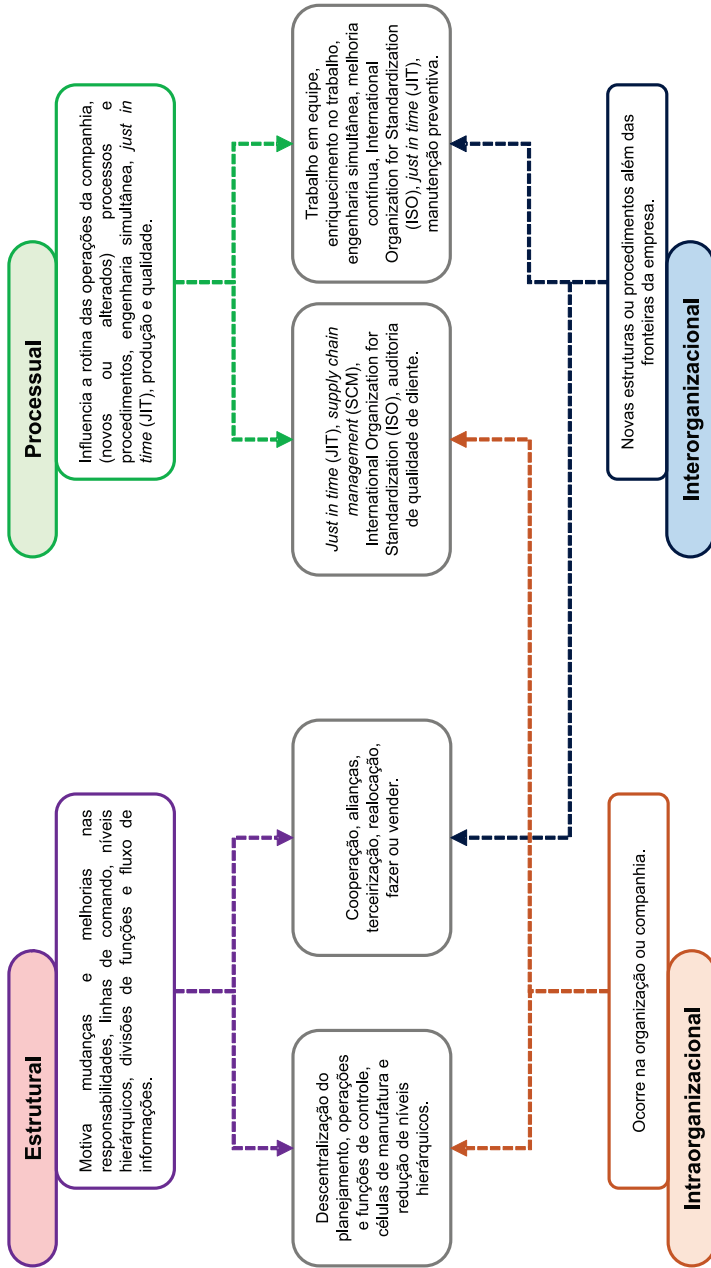 Estrutural
Motiva mudanças e melhorias nas
responsabilidades, linhas de comando, níveis
hierárquicos, divisões de funções e fluxo de
informações.
Processual
Influencia a rotina das operações da companhia,
(novos ou alterados) processos e
procedimentos, engenharia simultânea, just in
time (JIT), produção e qualidade.
Descentralização do
planejamento, operações
e funções de controle,
células de manufatura e
redução de níveis
hierárquicos.
Cooperação, alianças,
terceirização, realocação,
fazer ou vender.
Just in time (JIT), supply chain
management (SCM),
International Organization for
Standardization (ISO), auditoria
de qualidade de cliente.
Trabalho em equipe,
enriquecimento no trabalho,
engenharia simultânea, melhoria
contínua, International
Organization for Standardization
(ISO), just in time (JIT),
manutenção preventiva.
Ocorre na organização ou companhia.
Intraorganizacional
Novas estruturas ou procedimentos além das
fronteiras da empresa.
Interorganizacional